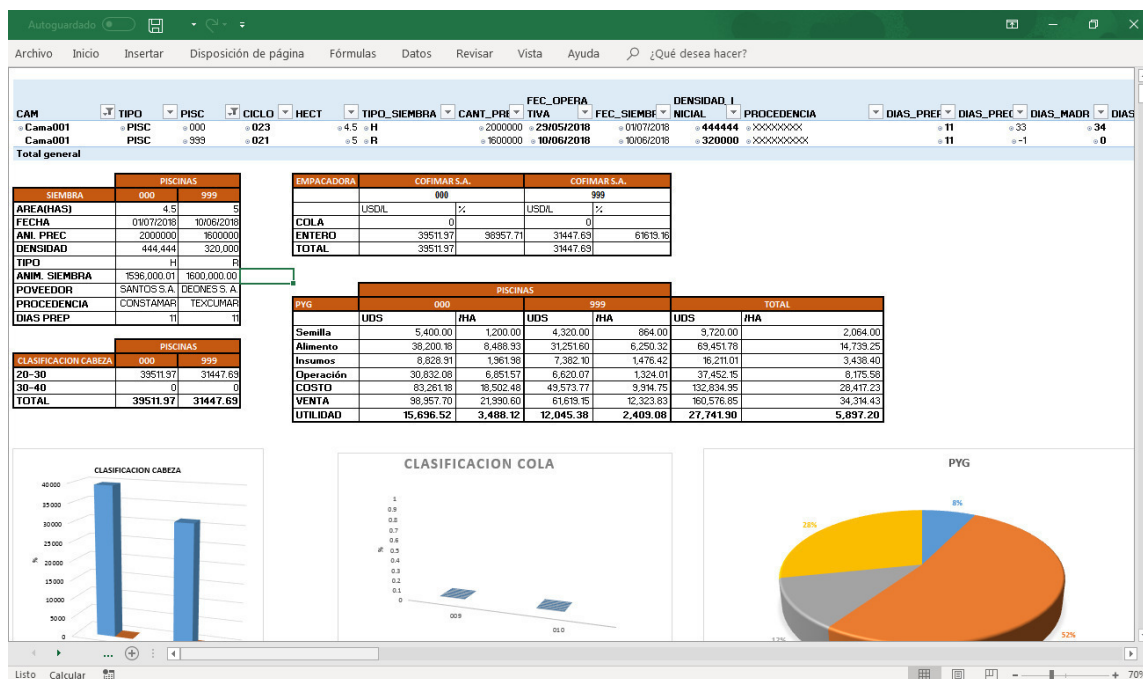 Autoguardado
Archivo Inicio Insertar Disposición de página Fórmulas Datos Revisar Vista Ayuda ¿Qué desea hacer?
FEC_OPERA DENSIDAD_I
CAM TIPO PISC CICLO HECT TIPO_SIEMBRA CANT_PRE TIVA FEC_SIEMBR NICIAL PROCEDENCIA DIAS_PREF DIAS_PREC DIAS_MADR DIAS
Cama001 PISC 000 023 4.5 H 2000000 29/05/2018 01/07/2018 444444 XXXXXXXXX 11 33 34
Cama001 PISC 999 021 5 R 1600000 10/06/2018 10/06/2018 320000 XXXXXXXXX 11 -1 0
Total general
PISCINAS
SIEMBRA 000 999
AREA(HAS) 4.5 5
FECHA 01/07/2018 10/06/2018
ANI. PREC 2000000 1600000
DENSIDAD 444,444 320,000
TIPO H R
ANIM. SIEMBRA 1596,000.01 1600,000.00
POVEEDOR SANTOS S.A. DEONES S. A.
PROCEDENCIA CONSTAMAR TEXCUMAR
DIAS PREP 11 11
EMPACADORA COFIMAR S.A. COFIMAR S.A.
000 999
USD/L % USD/L %
COLA 0 0
ENTERO 39511.97 98957.71 31447.69 61619.16
TOTAL 39511.97 31447.69
PISCINAS
PYG 000 999 TOTAL
UDS /HA UDS /HA UDS /HA
Semilla 5,400.00 1,200.00 4,320.00 864.00 9,720.00 2,064.00
Alimento 38,200.18 8,488.93 31,251.60 6,250.32 69,451.78 14,739.25
Insumos 8,828.91 1,961.98 7,382.10 1,476.42 16,211.01 3,438.40
Operación 30,832.08 6,851.57 6,620.07 1,324.01 37,452.15 8,175.58
COSTO 83,261.18 18,502.48 49,573.77 9,914.75 132,834.95 28,417.23
VENTA 98,957.70 21,990.60 61,619.15 12,323.83 160,576.85 34,314.43
UTILIDAD 15,696.52 3,488.12 12,045.38 2,409.08 27,741.90 5,897.20
PISCINAS
CLASIFICACION CABEZA 000 999
20-30 39511.97 31447.69
30-40 0 0
TOTAL 39511.97 31447.69
CLASIFICACION CABEZA
40000
35000
30000
25000
20000
15000
10000
5000
0
%
CLASIFICACION COLA
1
0.9
0.8
0.7
0.6
0.5
0.4
0.3
0.2
0.1
0
%
009
010
PYG
8%
28%
52%
12%
...
Listo Calcular 70%